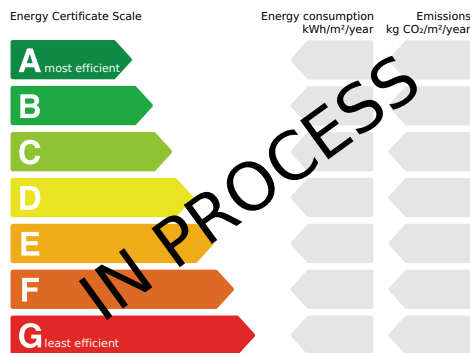 Energy Certificate Scale
Energy consumption
kWh/m²/year
Emissions
kg CO₂/m²/year
A most efficient
B
C
D
E
F
G least efficient
IN PROCESS